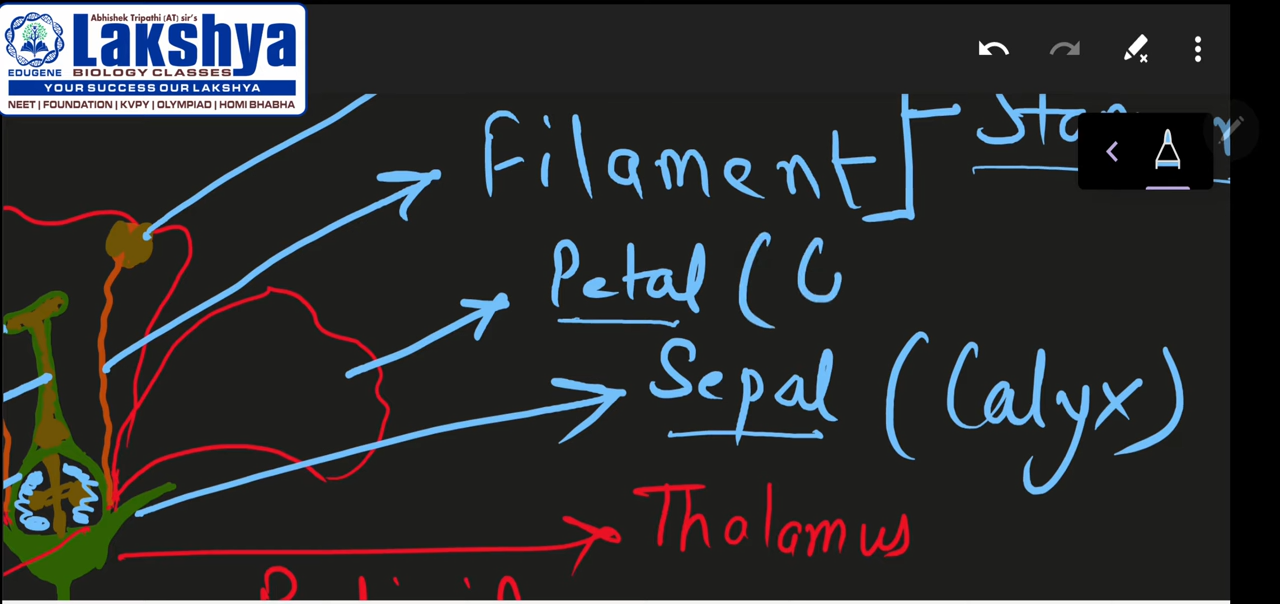 Abhishek Tripathi (AT) sir's
Lakshya
EDUGENE
BIOLOGY CLASSES
YOUR SUCCESS OUR LAKSHYA
NEET | FOUNDATION | KVPY | OLYMPIAD | HOMI BHABHA
Filament
Petal (C
Sepal (Calyx)
Thalamus